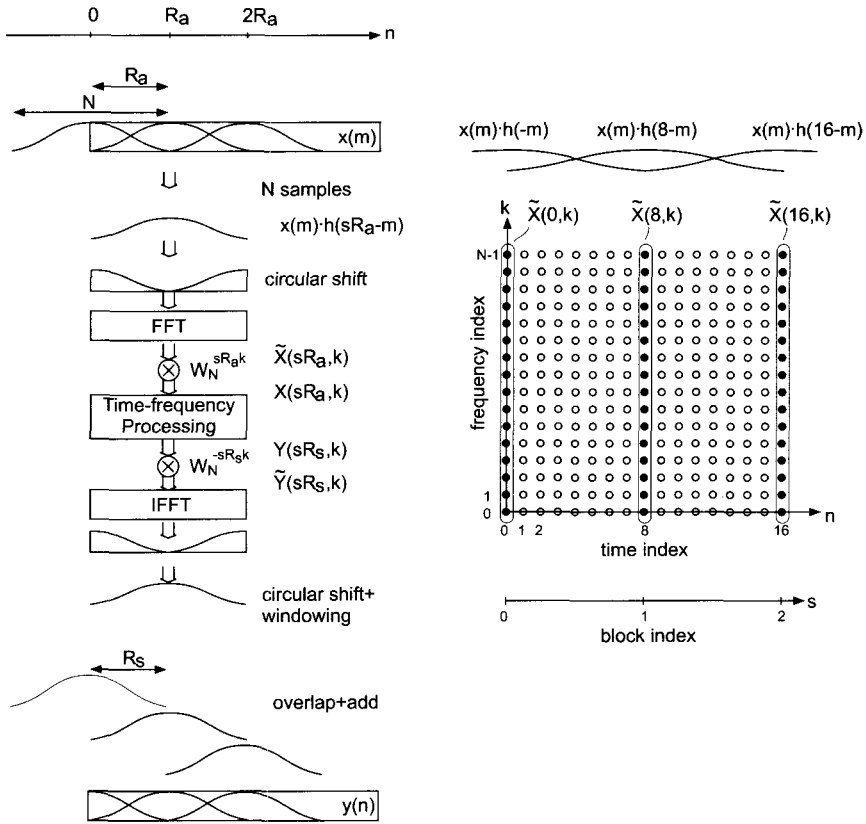 0 Rₐ 2Rₐ n
Rₐ
N
x(m)
N samples
x(m)·h(sRₐ-m)
circular shift
FFT
W_N^{sRₐk} X̃(sRₐ,k)
X(sRₐ,k)
Time-frequency
Processing
Y(sRₛ,k)
W_N^{-sRₛk} Ỹ(sRₛ,k)
IFFT
circular shift+
windowing
Rₛ
overlap+add
y(n)
x(m)·h(-m) x(m)·h(8-m) x(m)·h(16-m)
k X̃(0,k) X̃(8,k) X̃(16,k)
N-1
frequency index
1
0
n
0 1 2 8 16
time index
0 1 2 s
block index